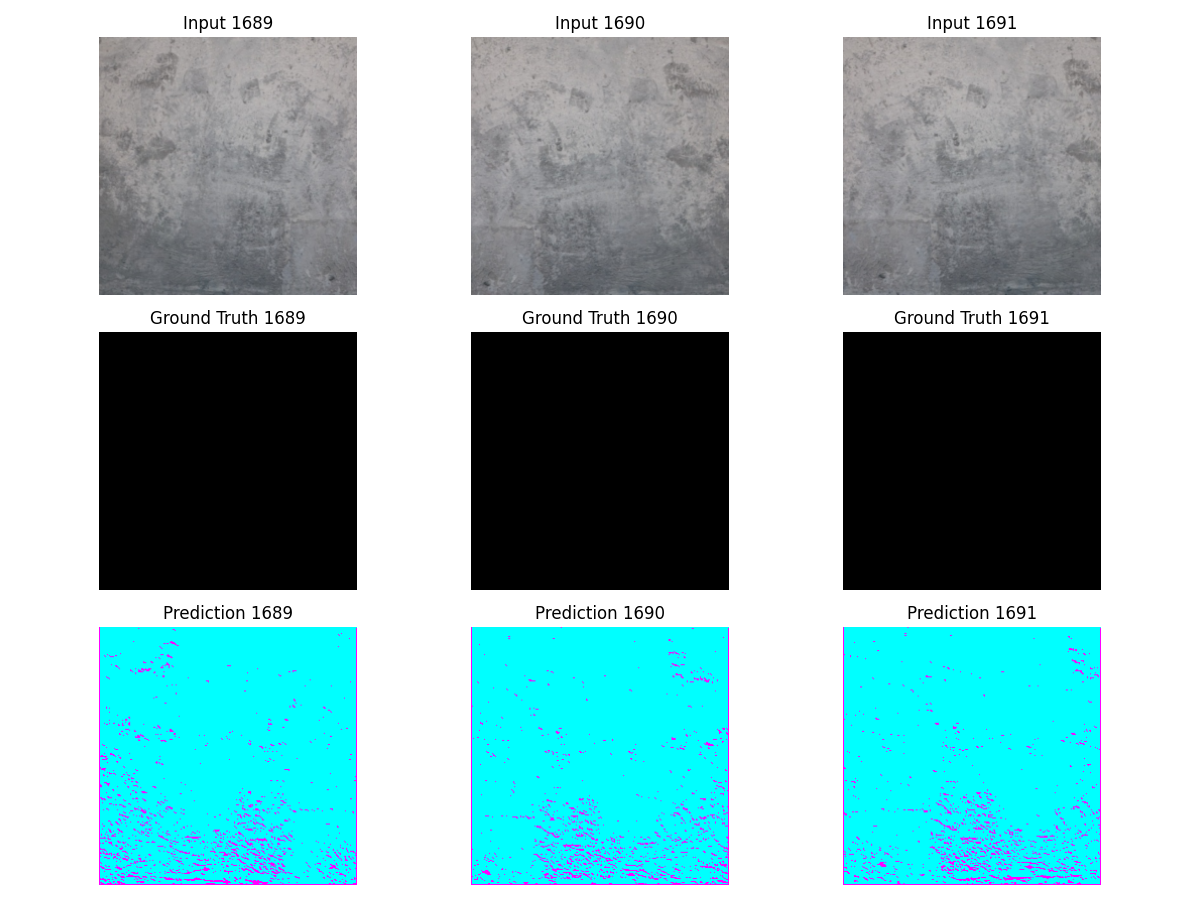 Input 1689
Input 1690
Input 1691
Ground Truth 1689
Ground Truth 1690
Ground Truth 1691
Prediction 1689
Prediction 1690
Prediction 1691